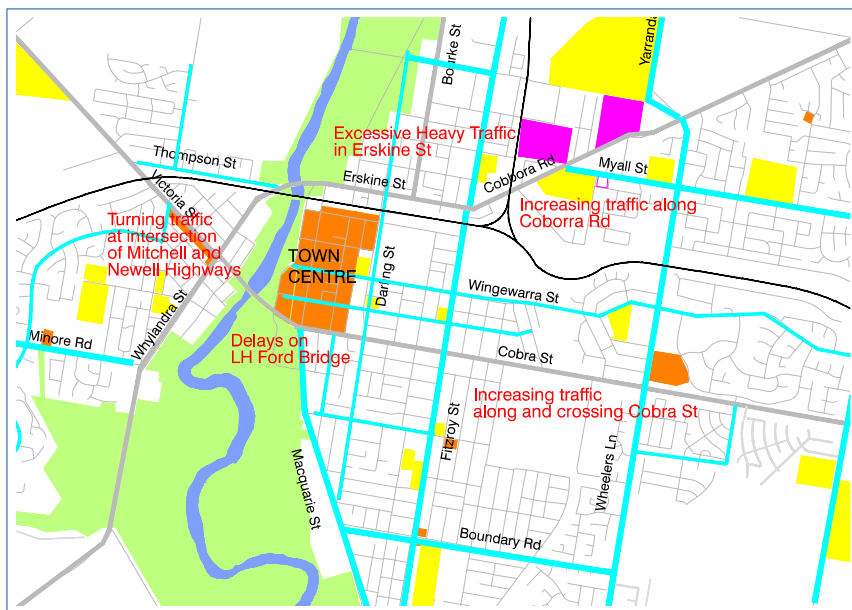 Yarranda
Bourke St
Excessive Heavy Traffic
in Erskine St
Thompson St
Cobbora Rd
Myall St
Erskine St
Victoria St
Increasing traffic along
Coborra Rd
Turning traffic
at intersection
of Mitchell and
Newell Highways
TOWN
CENTRE
Darling St
Wingewarra St
Whylandra St
Minore Rd
Delays on
LH Ford Bridge
Cobra St
Increasing traffic
along and crossing Cobra St
Fitzroy St
Wheelers Ln
Macquarie St
Boundary Rd